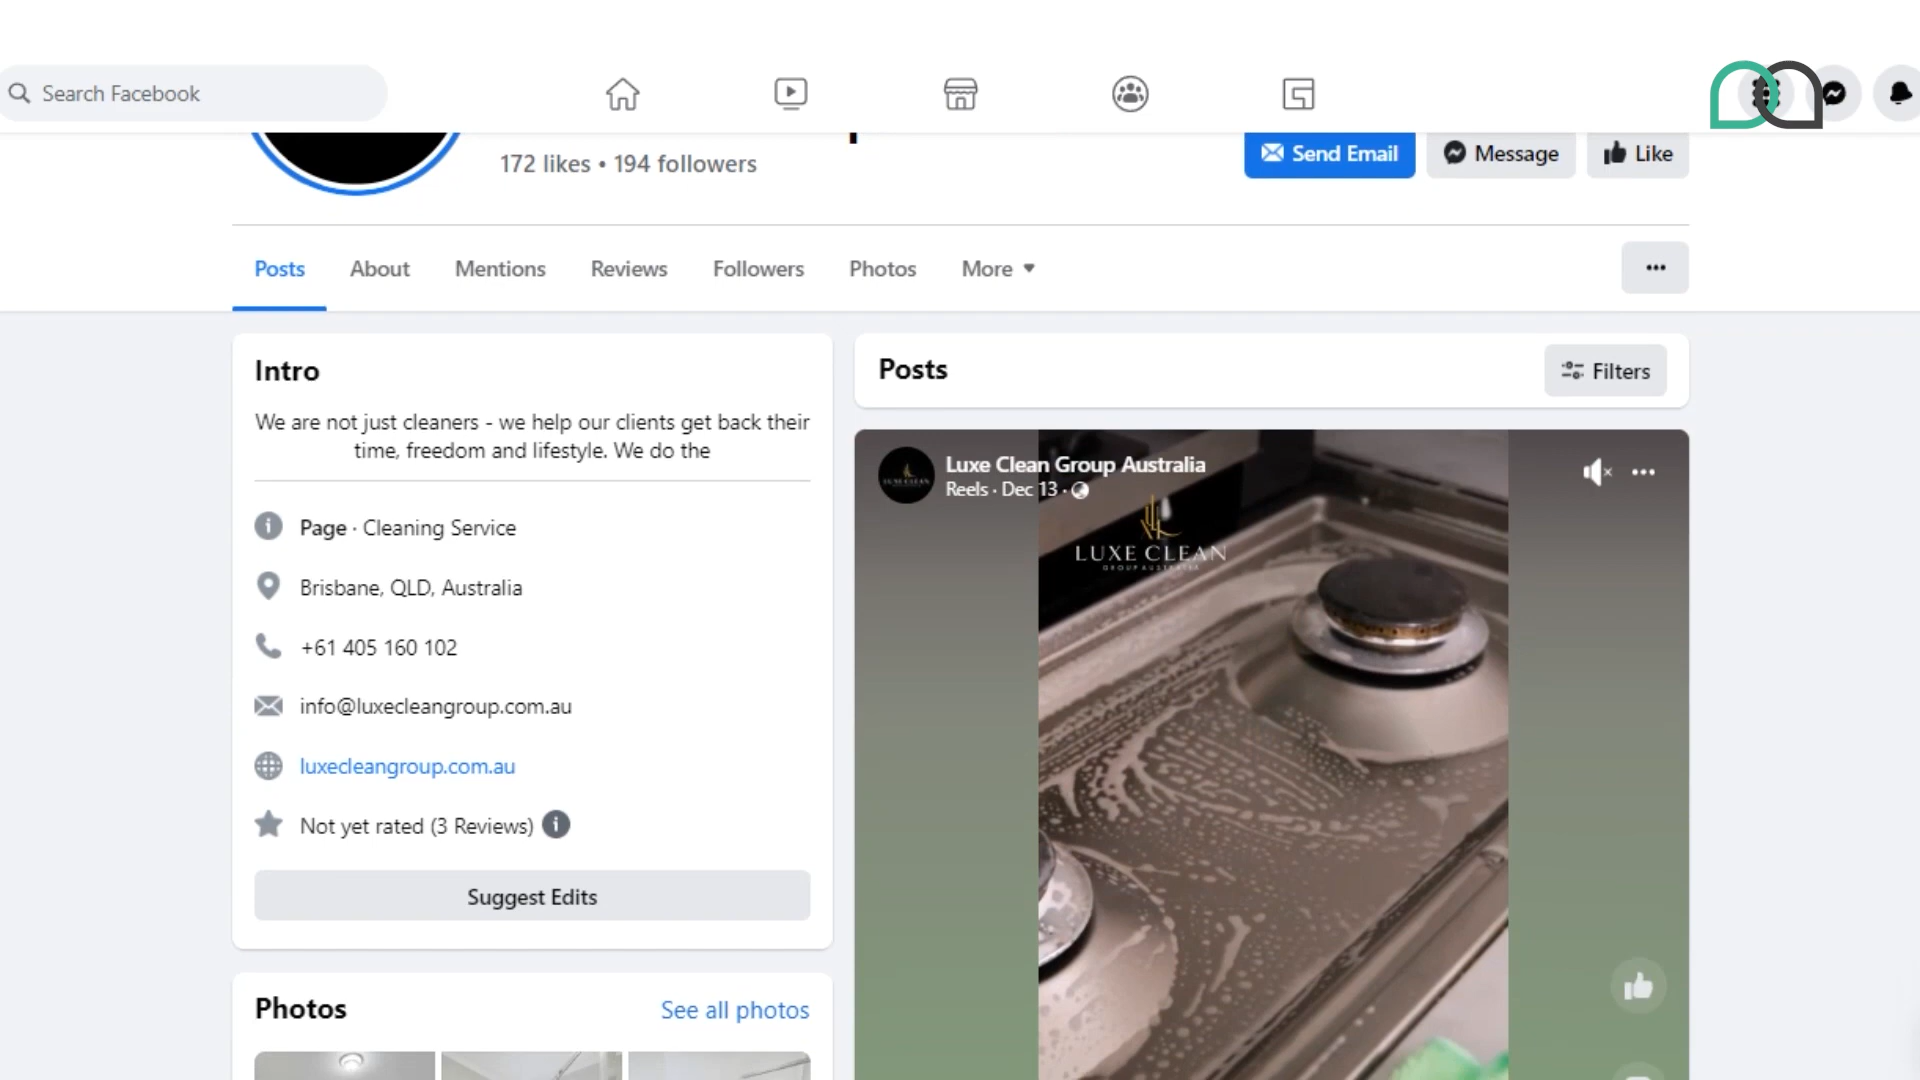 Search Facebook
172 likes • 194 followers
Send Email
Message
Like
Posts
About
Mentions
Reviews
Followers
Photos
More
Intro
We are not just cleaners - we help our clients get back their
time, freedom and lifestyle. We do the
Page · Cleaning Service
Brisbane, QLD, Australia
+61 405 160 102
info@luxecleangroup.com.au
luxecleangroup.com.au
Not yet rated (3 Reviews)
Suggest Edits
Photos
See all photos
Posts
Filters
Luxe Clean Group Australia
Reels · Dec 13 ·
LUXE CLEAN
GROUP AUSTRALIA
LUXE CLEAN